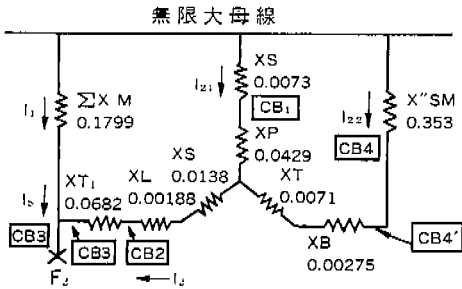 無限大母線
XS
0.0073
I21
CB1
ΣX M
0.1799
I1
X"SM
0.353
I22
CB4
XP
0.0429
XS
0.0138
XL
0.00188
XT1
0.0682
XT
0.0071
Is
CB3
CB3
CB2
XB
0.00275
CB4'
F2
I2